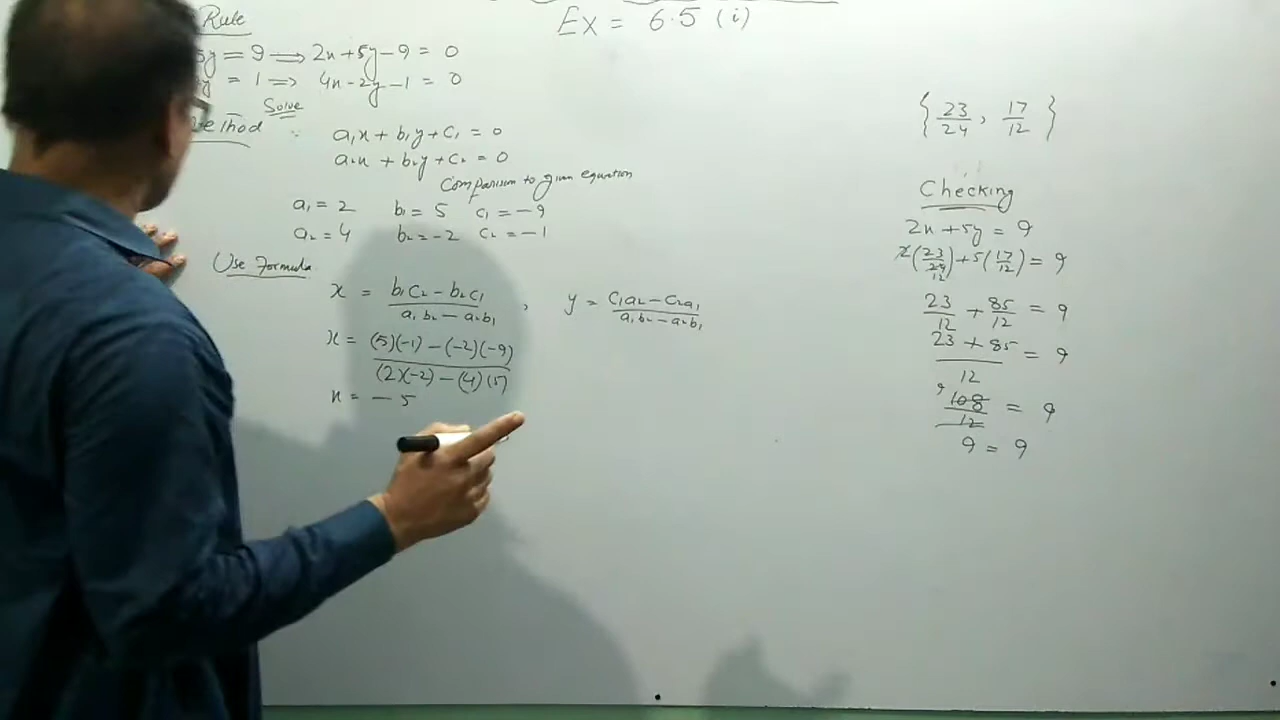 Rule
Ex = 6.5 (i)
5y = 9 ⟹ 2x+5y-9 = 0
y = 1 ⟹ 4x-2y-1 = 0
Solve
ethod
a₁x + b₁y + c₁ = 0
a₂x + b₂y + c₂ = 0
Comparison to given equation
a₁ = 2 b₁ = 5 c₁ = -9
a₂ = 4 b₂ = -2 c₂ = -1
Use Formula
x = (b₁c₂ - b₂c₁)/(a₁b₂ - a₂b₁) , y = (c₁a₂ - c₂a₁)/(a₁b₂ - a₂b₁)
x = ((5)(-1) - (-2)(-9))/((2)(-2) - (4)(5))
x = - 5
{23/24, 17/12}
Checking
2x + 5y = 9
2(23/24 12) + 5(17/12) = 9
23/12 + 85/12 = 9
(23 + 85)/12 = 9
9 108/12 = 9
9 = 9